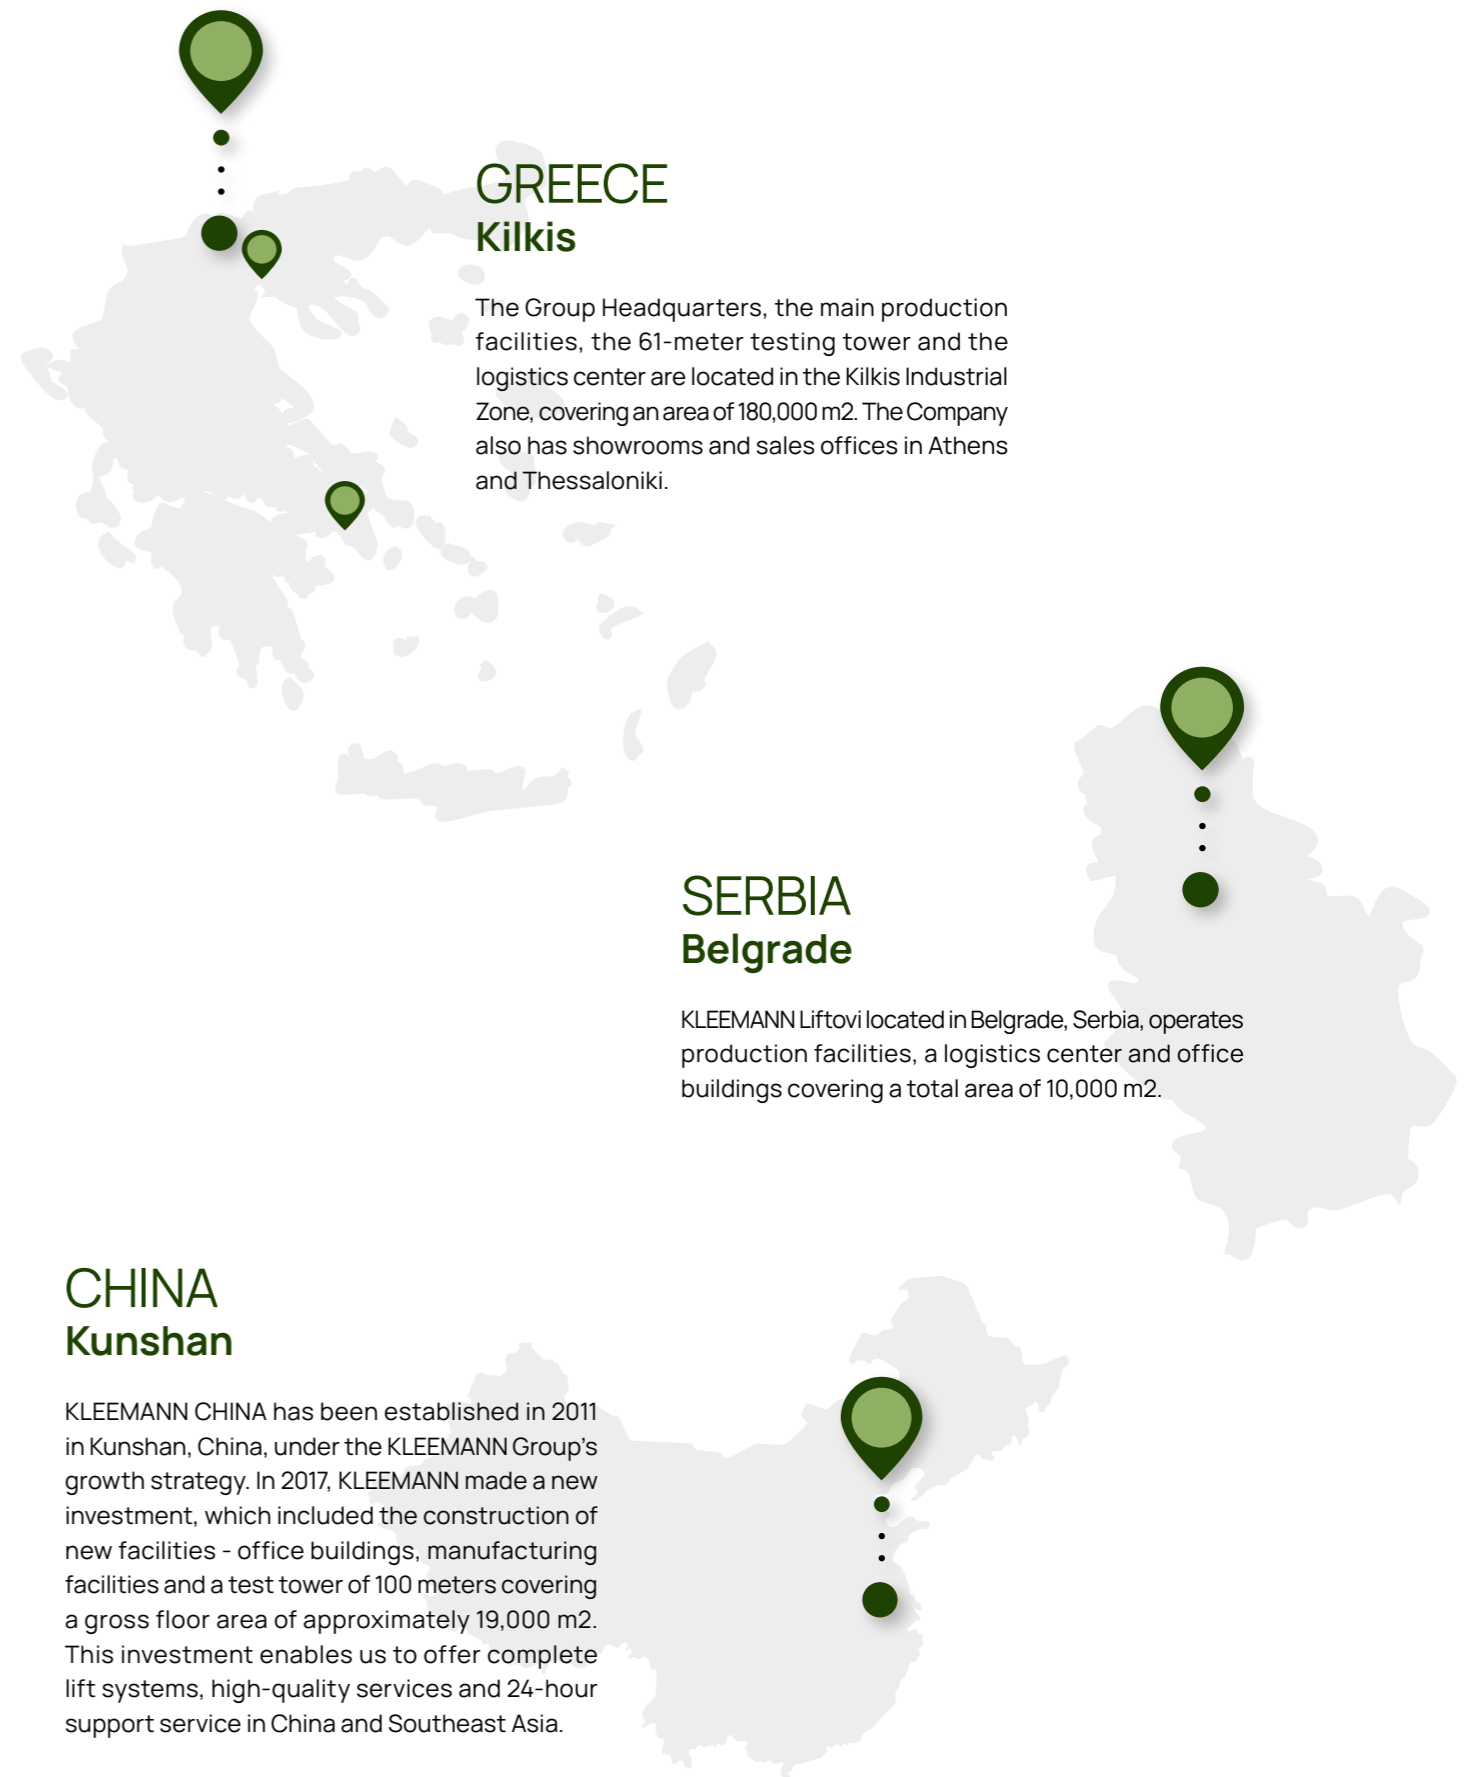 GREECE
Kilkis
The Group Headquarters, the main production
facilities, the 61-meter testing tower and the
logistics center are located in the Kilkis Industrial
Zone, covering an area of 180,000 m2. The Company
also has showrooms and sales offices in Athens
and Thessaloniki.
SERBIA
Belgrade
KLEEMANN Liftovi located in Belgrade, Serbia, operates
production facilities, a logistics center and office
buildings covering a total area of 10,000 m2.
CHINA
Kunshan
KLEEMANN CHINA has been established in 2011
in Kunshan, China, under the KLEEMANN Group’s
growth strategy. In 2017, KLEEMANN made a new
investment, which included the construction of
new facilities - office buildings, manufacturing
facilities and a test tower of 100 meters covering
a gross floor area of approximately 19,000 m2.
This investment enables us to offer complete
lift systems, high-quality services and 24-hour
support service in China and Southeast Asia.